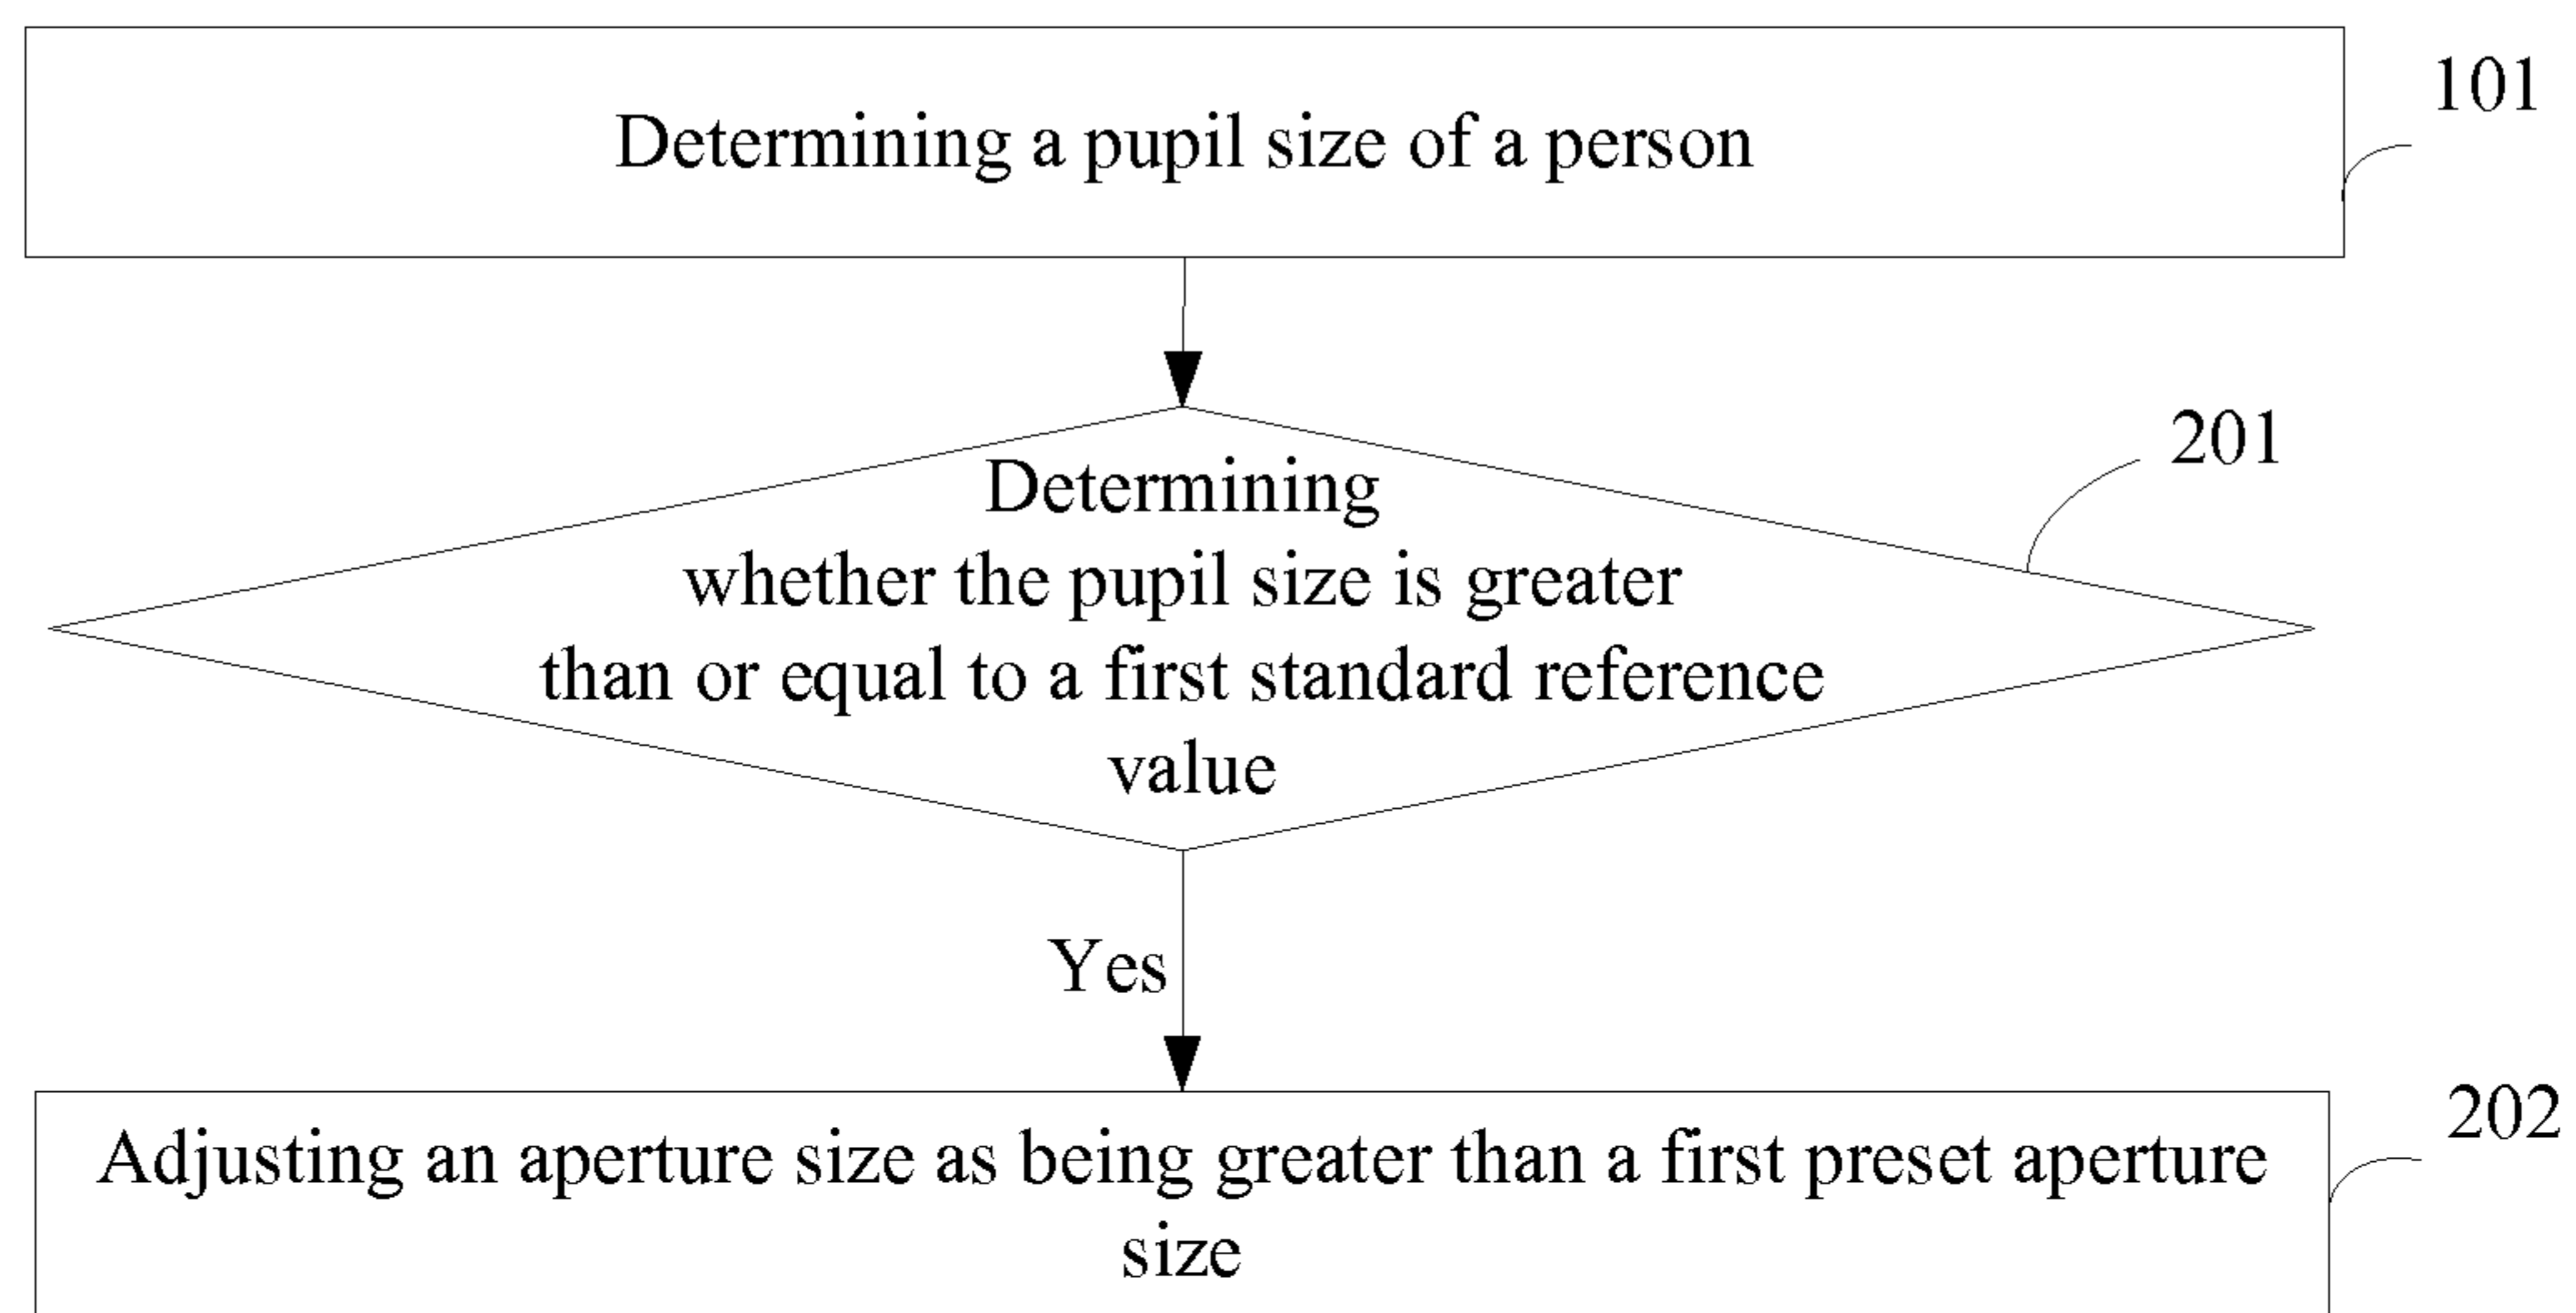 Determining a pupil size of a person
101
201
Determining
whether the pupil size is greater
than or equal to a first standard reference
value
Yes
202
Adjusting an aperture size as being greater than a first preset aperture
size